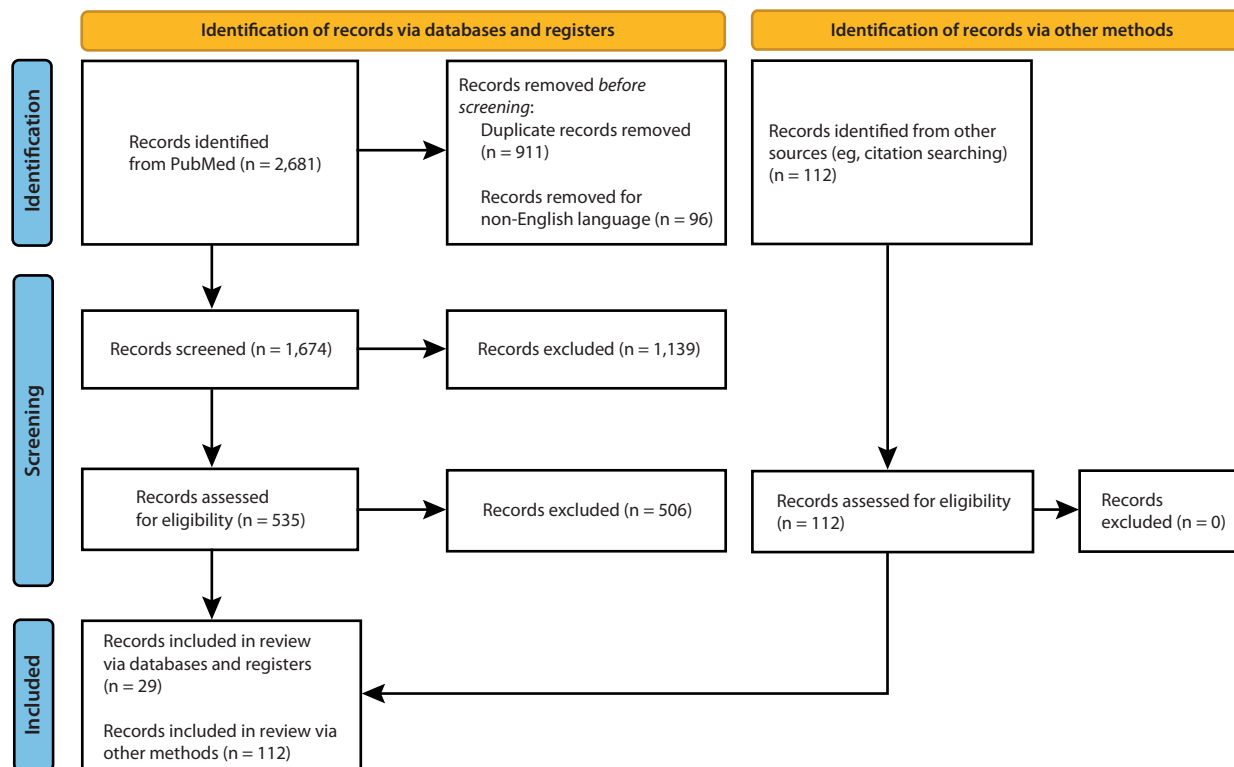 Identification of records via databases and registers
Identification of records via other methods
Identification
Records identified
from PubMed (n = 2,681)
Records removed before
screening:
Duplicate records removed
(n = 911)
Records removed for
non-English language (n = 96)
Records identified from other
sources (eg, citation searching)
(n = 112)
Screening
Records screened (n = 1,674)
Records excluded (n = 1,139)
Records assessed
for eligibility (n = 535)
Records excluded (n = 506)
Records assessed for eligibility
(n = 112)
Records
excluded (n = 0)
Included
Records included in review
via databases and registers
(n = 29)
Records included in review via
other methods (n = 112)